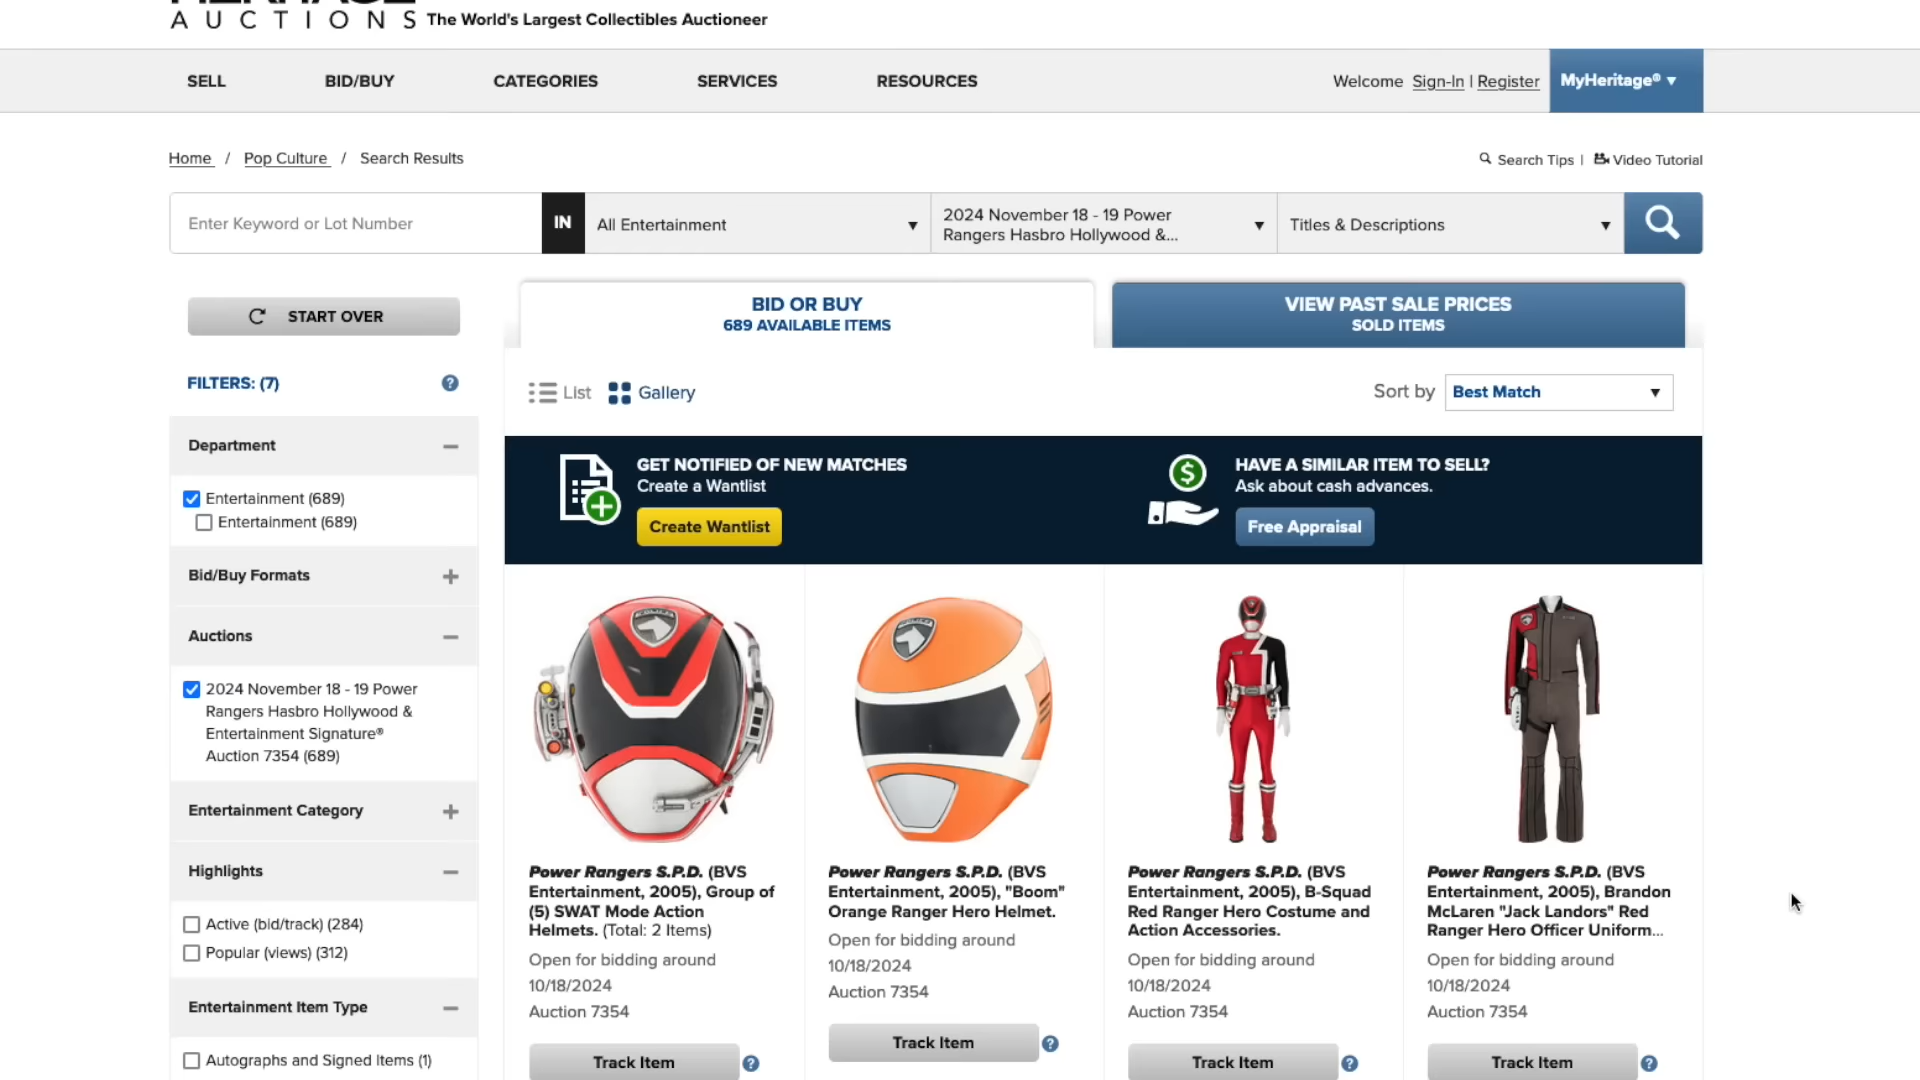 AUCTIONS The World's Largest Collectibles Auctioneer
SELL BID/BUY CATEGORIES SERVICES RESOURCES Welcome Sign-In | Register MyHeritage® ▼
Home / Pop Culture / Search Results Search Tips | Video Tutorial
Enter Keyword or Lot Number IN All Entertainment ▼ 2024 November 18 - 19 Power
Rangers Hasbro Hollywood &... ▼ Titles & Descriptions ▼
START OVER
BID OR BUY
689 AVAILABLE ITEMS
VIEW PAST SALE PRICES
SOLD ITEMS
FILTERS: (7) ?
List Gallery Sort by Best Match ▼
Department
Entertainment (689)
Entertainment (689)
Bid/Buy Formats
Auctions
2024 November 18 - 19 Power
Rangers Hasbro Hollywood &
Entertainment Signature®
Auction 7354 (689)
Entertainment Category
Highlights
Active (bid/track) (284)
Popular (views) (312)
Entertainment Item Type
Autographs and Signed Items (1)
GET NOTIFIED OF NEW MATCHES
Create a Wantlist
Create Wantlist
HAVE A SIMILAR ITEM TO SELL?
Ask about cash advances.
Free Appraisal
Power Rangers S.P.D. (BVS
Entertainment, 2005), Group of
(5) SWAT Mode Action
Helmets. (Total: 2 Items)
Open for bidding around
10/18/2024
Auction 7354
Track Item ?
Power Rangers S.P.D. (BVS
Entertainment, 2005), "Boom"
Orange Ranger Hero Helmet.
Open for bidding around
10/18/2024
Auction 7354
Track Item ?
Power Rangers S.P.D. (BVS
Entertainment, 2005), B-Squad
Red Ranger Hero Costume and
Action Accessories.
Open for bidding around
10/18/2024
Auction 7354
Track Item ?
Power Rangers S.P.D. (BVS
Entertainment, 2005), Brandon
McLaren "Jack Landors" Red
Ranger Hero Officer Uniform...
Open for bidding around
10/18/2024
Auction 7354
Track Item ?